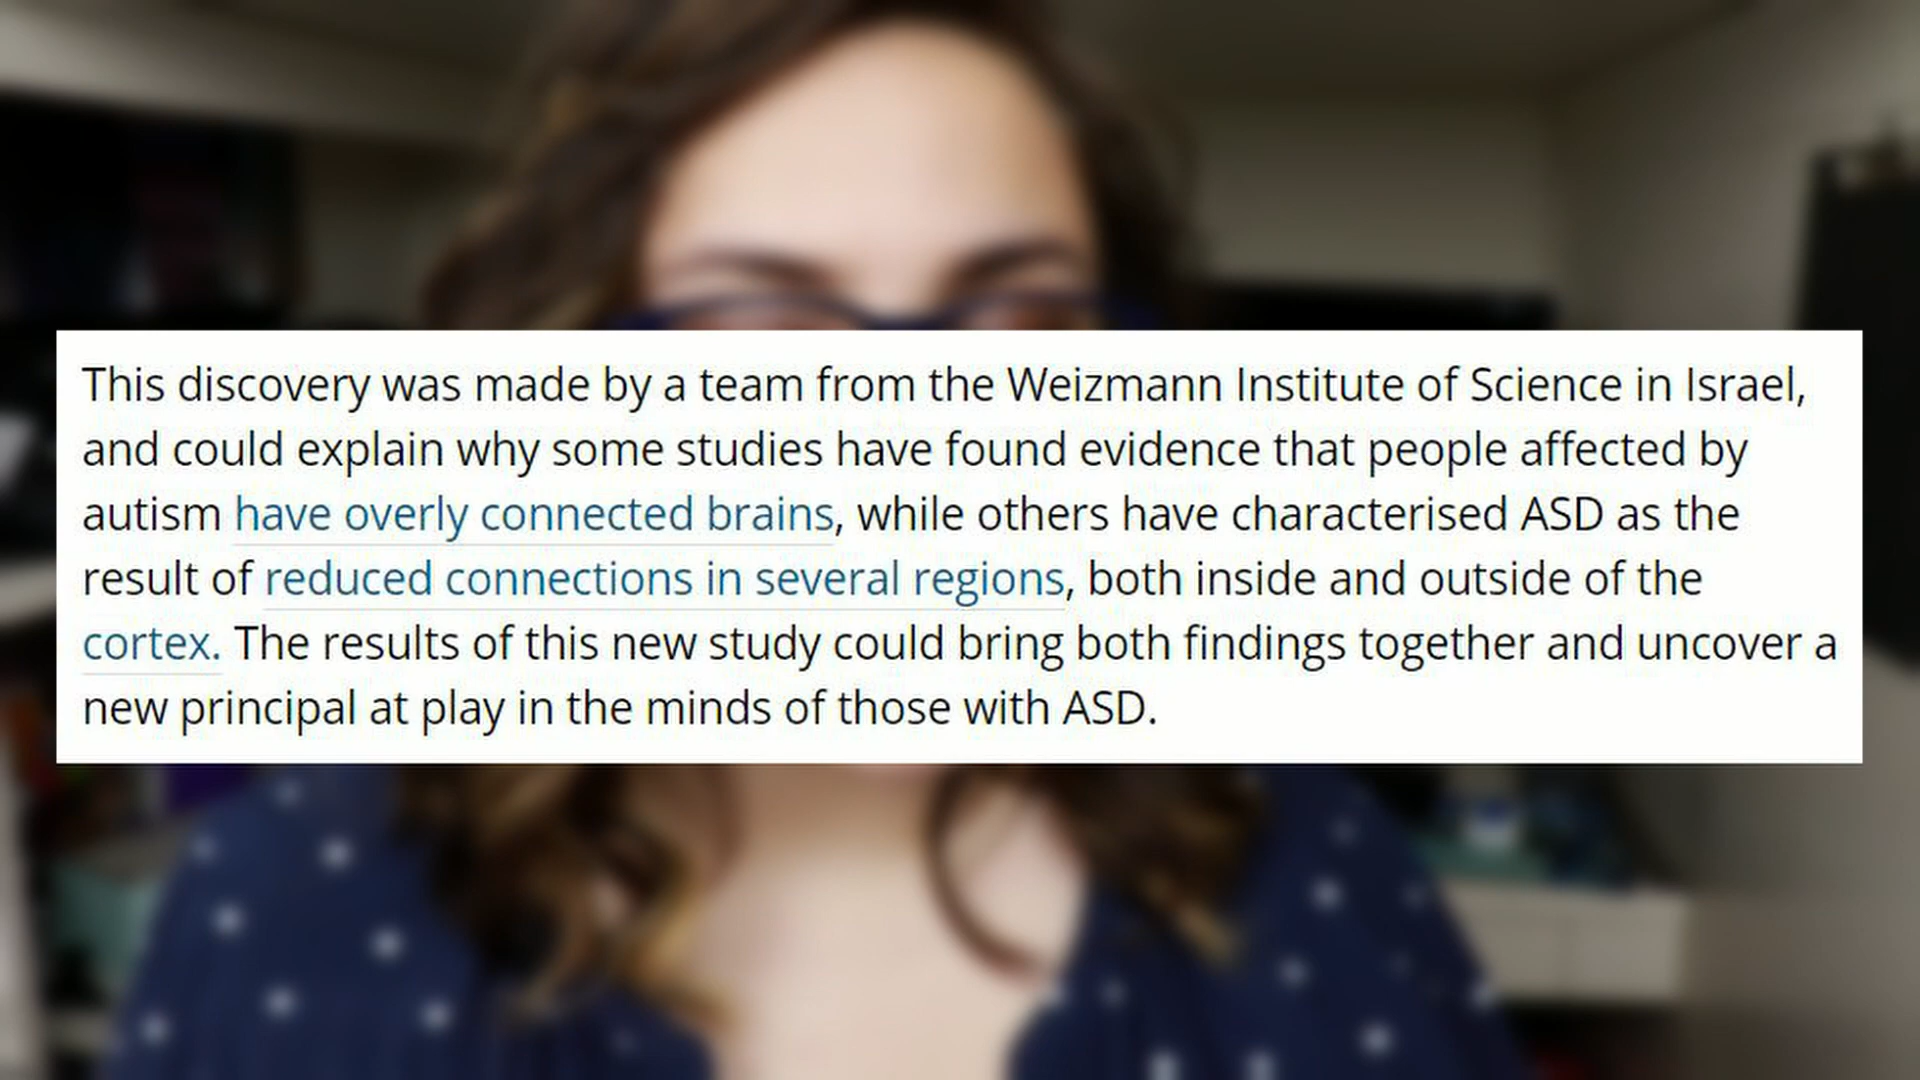 This discovery was made by a team from the Weizmann Institute of Science in Israel,
and could explain why some studies have found evidence that people affected by
autism have overly connected brains, while others have characterised ASD as the
result of reduced connections in several regions, both inside and outside of the
cortex. The results of this new study could bring both findings together and uncover a
new principal at play in the minds of those with ASD.